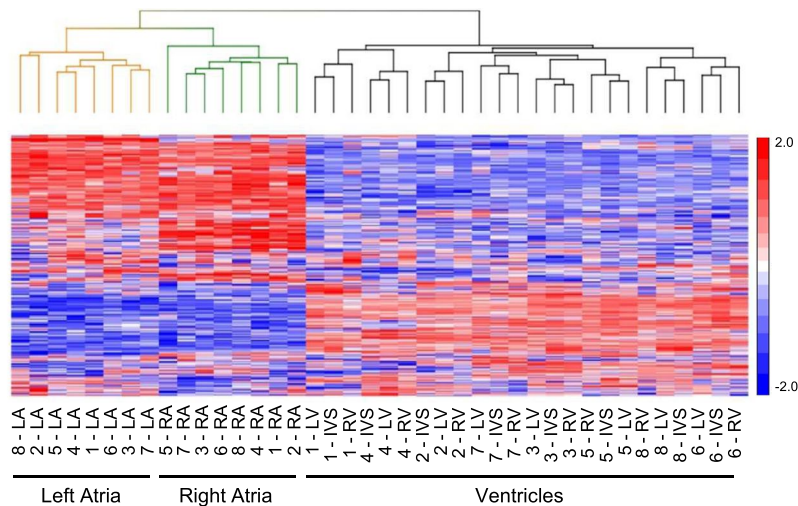 2.0
-2.0
8 - LA
2 - LA
5 - LA
4 - LA
1 - LA
6 - LA
3 - LA
7 - LA
5 - RA
7 - RA
3 - RA
6 - RA
8 - RA
4 - RA
1 - RA
2 - RA
1 - LV
1 - IVS
1 - RV
4 - IVS
4 - LV
4 - RV
2 - IVS
2 - LV
2 - RV
7 - LV
7 - IVS
7 - RV
3 - LV
3 - IVS
3 - RV
5 - RV
5 - IVS
5 - LV
8 - RV
8 - LV
8 - IVS
6 - LV
6 - IVS
6 - RV
Left Atria
Right Atria
Ventricles